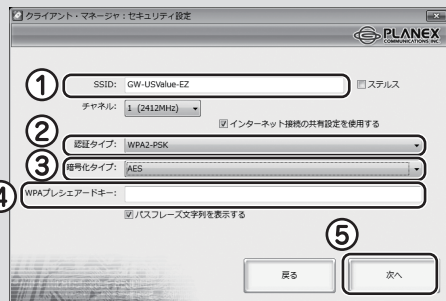 クライアント・マネージャ：セキュリティ設定
PLANEX
COMMUNICATIONS INC.
① SSID: GW-USValue-EZ ステルス
チャネル: 1 (2412MHz)
インターネット接続の共有設定を使用する
② 認証タイプ: WPA2-PSK
③ 暗号化タイプ: AES
④ WPAプレシェアードキー:
パスフレーズ文字列を表示する
⑤
戻る 次へ